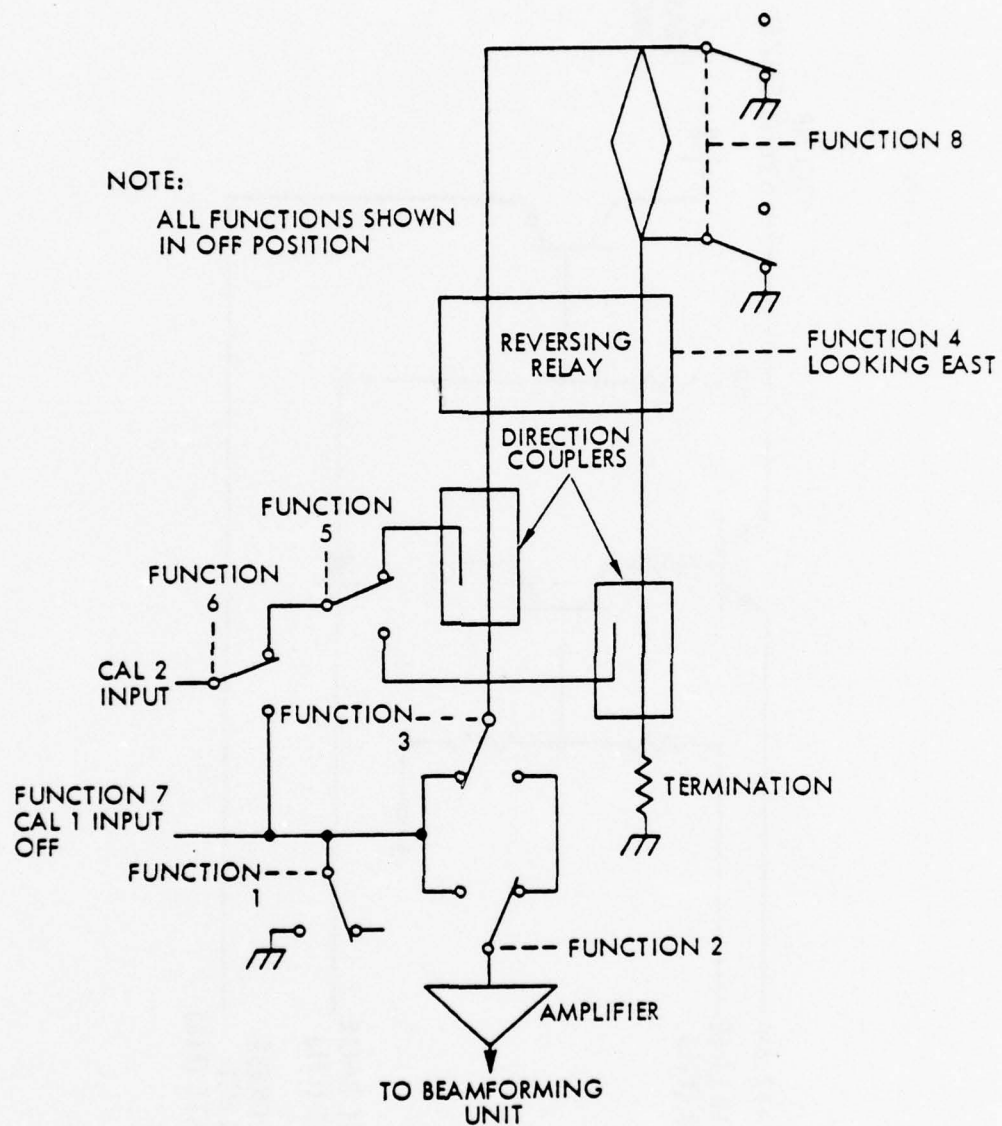 FUNCTION 8
NOTE:
ALL FUNCTIONS SHOWN
IN OFF POSITION
REVERSING
RELAY
FUNCTION 4
LOOKING EAST
DIRECTION
COUPLERS
FUNCTION
5
FUNCTION
6
CAL 2
INPUT
FUNCTION
3
TERMINATION
FUNCTION 7
CAL 1 INPUT
OFF
FUNCTION
1
FUNCTION 2
AMPLIFIER
TO BEAMFORMING
UNIT